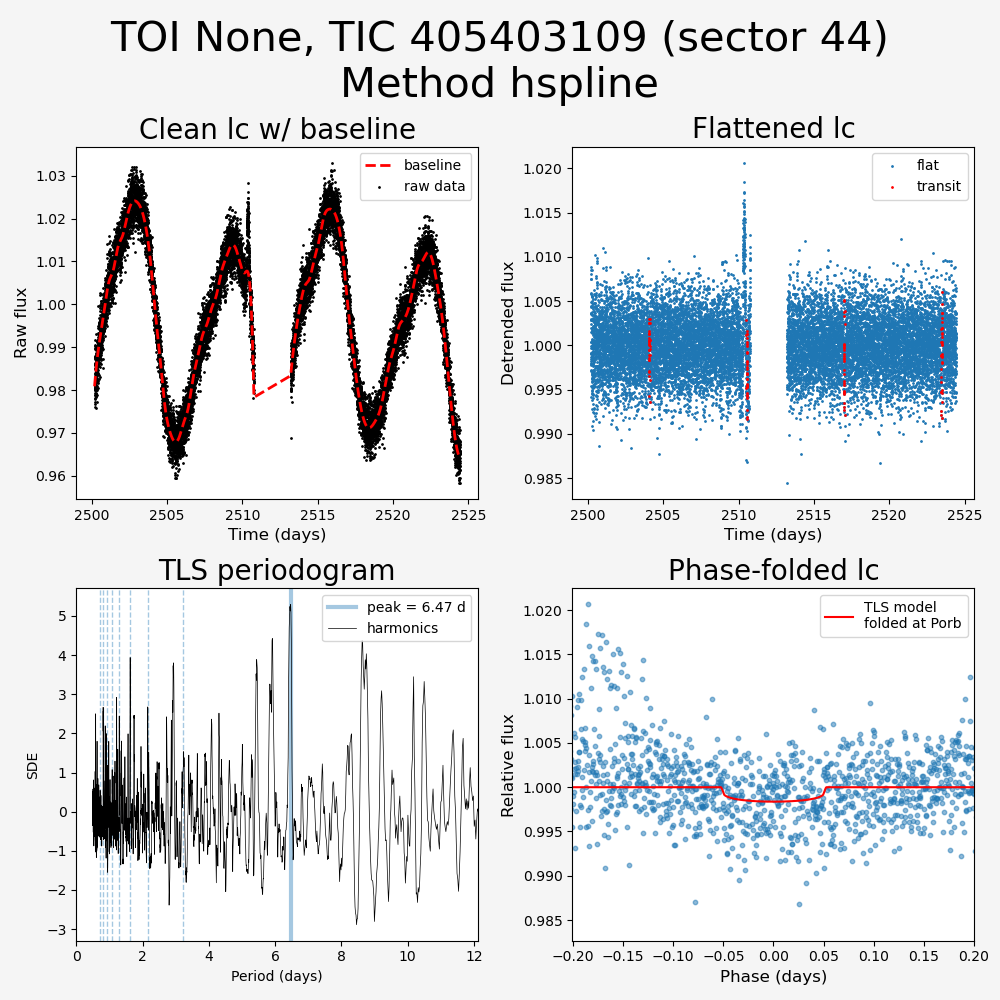 TOI None, TIC 405403109 (sector 44)
Method hspline
Clean lc w/ baseline
Raw flux
1.03
1.02
1.01
1.00
0.99
0.98
0.97
0.96
baseline
raw data
2500
2505
2510
2515
2520
2525
Time (days)
Flattened lc
Detrended flux
1.020
1.015
1.010
1.005
1.000
0.995
0.990
0.985
flat
transit
2500
2505
2510
2515
2520
2525
Time (days)
TLS periodogram
SDE
5
4
3
2
1
0
−1
−2
−3
peak = 6.47 d
harmonics
0
2
4
6
8
10
12
Period (days)
Phase-folded lc
Relative flux
1.020
1.015
1.010
1.005
1.000
0.995
0.990
0.985
TLS model
folded at Porb
−0.20
−0.15
−0.10
−0.05
0.00
0.05
0.10
0.15
0.20
Phase (days)